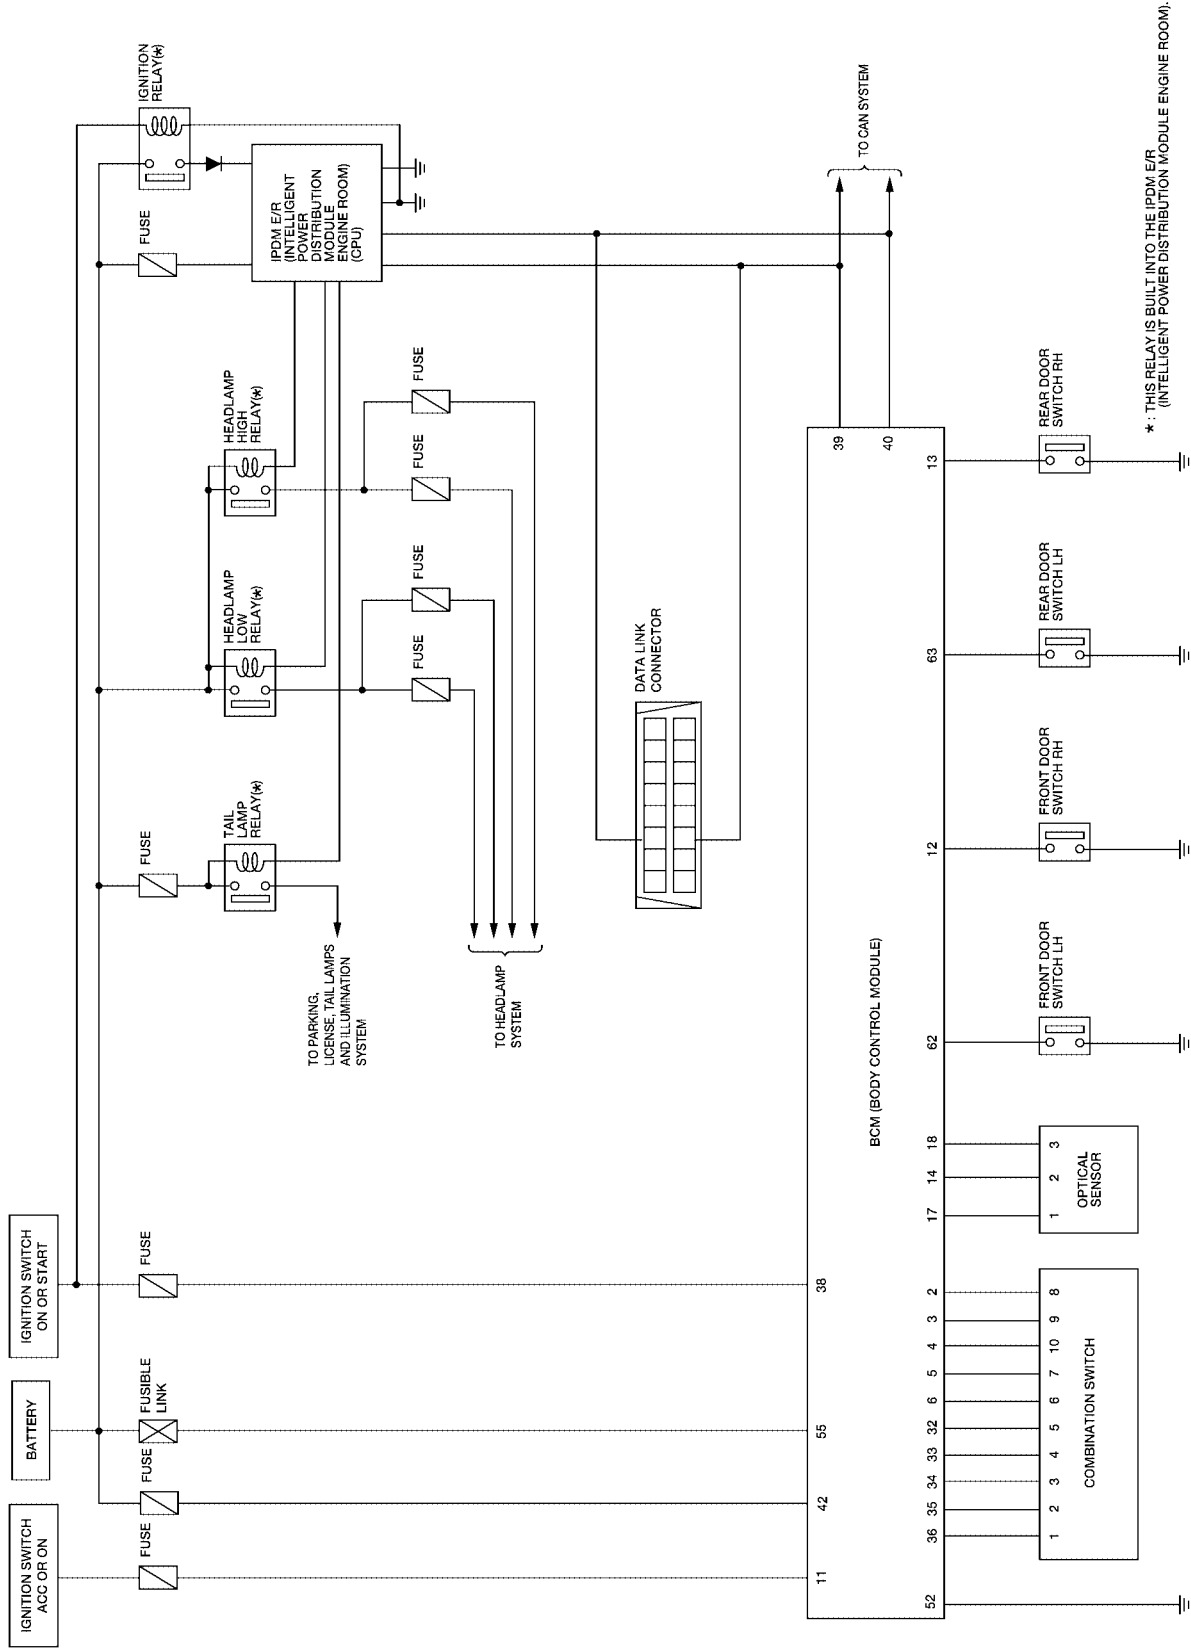 IGNITION SWITCH
ACC OR ON
BATTERY
IGNITION SWITCH
ON OR START
FUSE
FUSE
FUSIBLE
LINK
FUSE
FUSE
FUSE
IGNITION
RELAY(*)
TAIL
LAMP
RELAY(*)
HEADLAMP
LOW
RELAY(*)
HEADLAMP
HIGH
RELAY(*)
IPDM E/R
(INTELLIGENT
POWER
DISTRIBUTION
MODULE
ENGINE ROOM)
(CPU)
TO PARKING,
LICENSE, TAIL LAMPS
AND ILLUMINATION
SYSTEM
FUSE
FUSE
FUSE
FUSE
TO HEADLAMP
SYSTEM
DATA LINK
CONNECTOR
TO CAN SYSTEM
11
42
55
38
39
40
BCM (BODY CONTROL MODULE)
52
36
35
34
33
32
6
5
4
3
2
17
14
18
62
12
63
13
1
2
3
4
5
6
7
10
9
8
COMBINATION SWITCH
1
2
3
OPTICAL
SENSOR
FRONT DOOR
SWITCH LH
FRONT DOOR
SWITCH RH
REAR DOOR
SWITCH LH
REAR DOOR
SWITCH RH
* : THIS RELAY IS BUILT INTO THE IPDM E/R
(INTELLIGENT POWER DISTRIBUTION MODULE ENGINE ROOM).